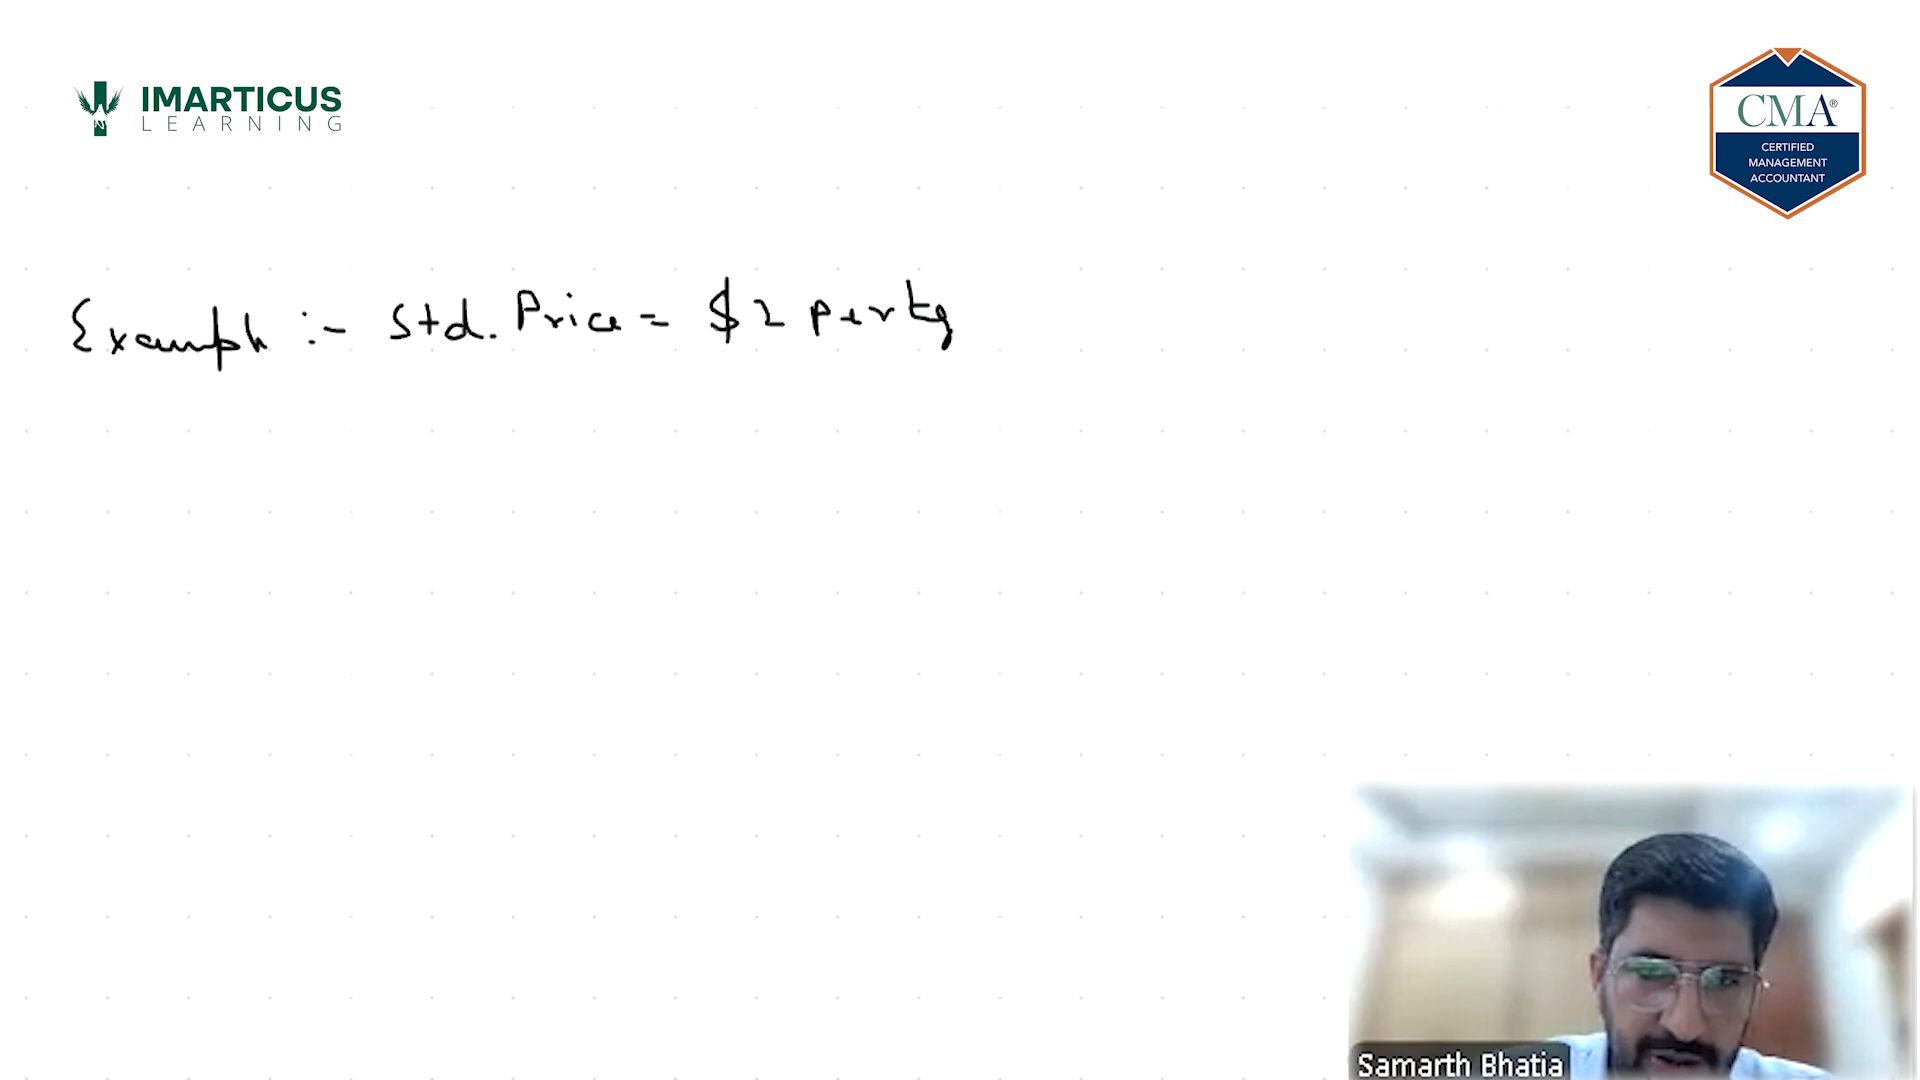 IMARTICUS
LEARNING
CMA®
CERTIFIED
MANAGEMENT
ACCOUNTANT
Example :- Std. Price = $2 per kg
Samarth Bhatia